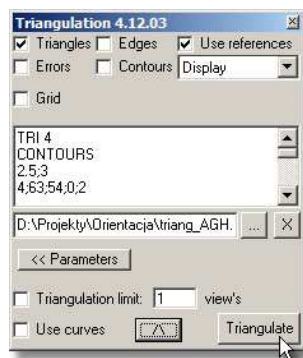 Triangulation 4.12.03
Triangles Edges Use references
Errors Contours Display
Grid
TRI 4
CONTOURS
2.5;3
4;63;54;0;2
D:\Projekty\Orientacja\triang_AGH. ... X
<< Parameters
Triangulation limit: 1 view's
Use curves /\ Triangulate